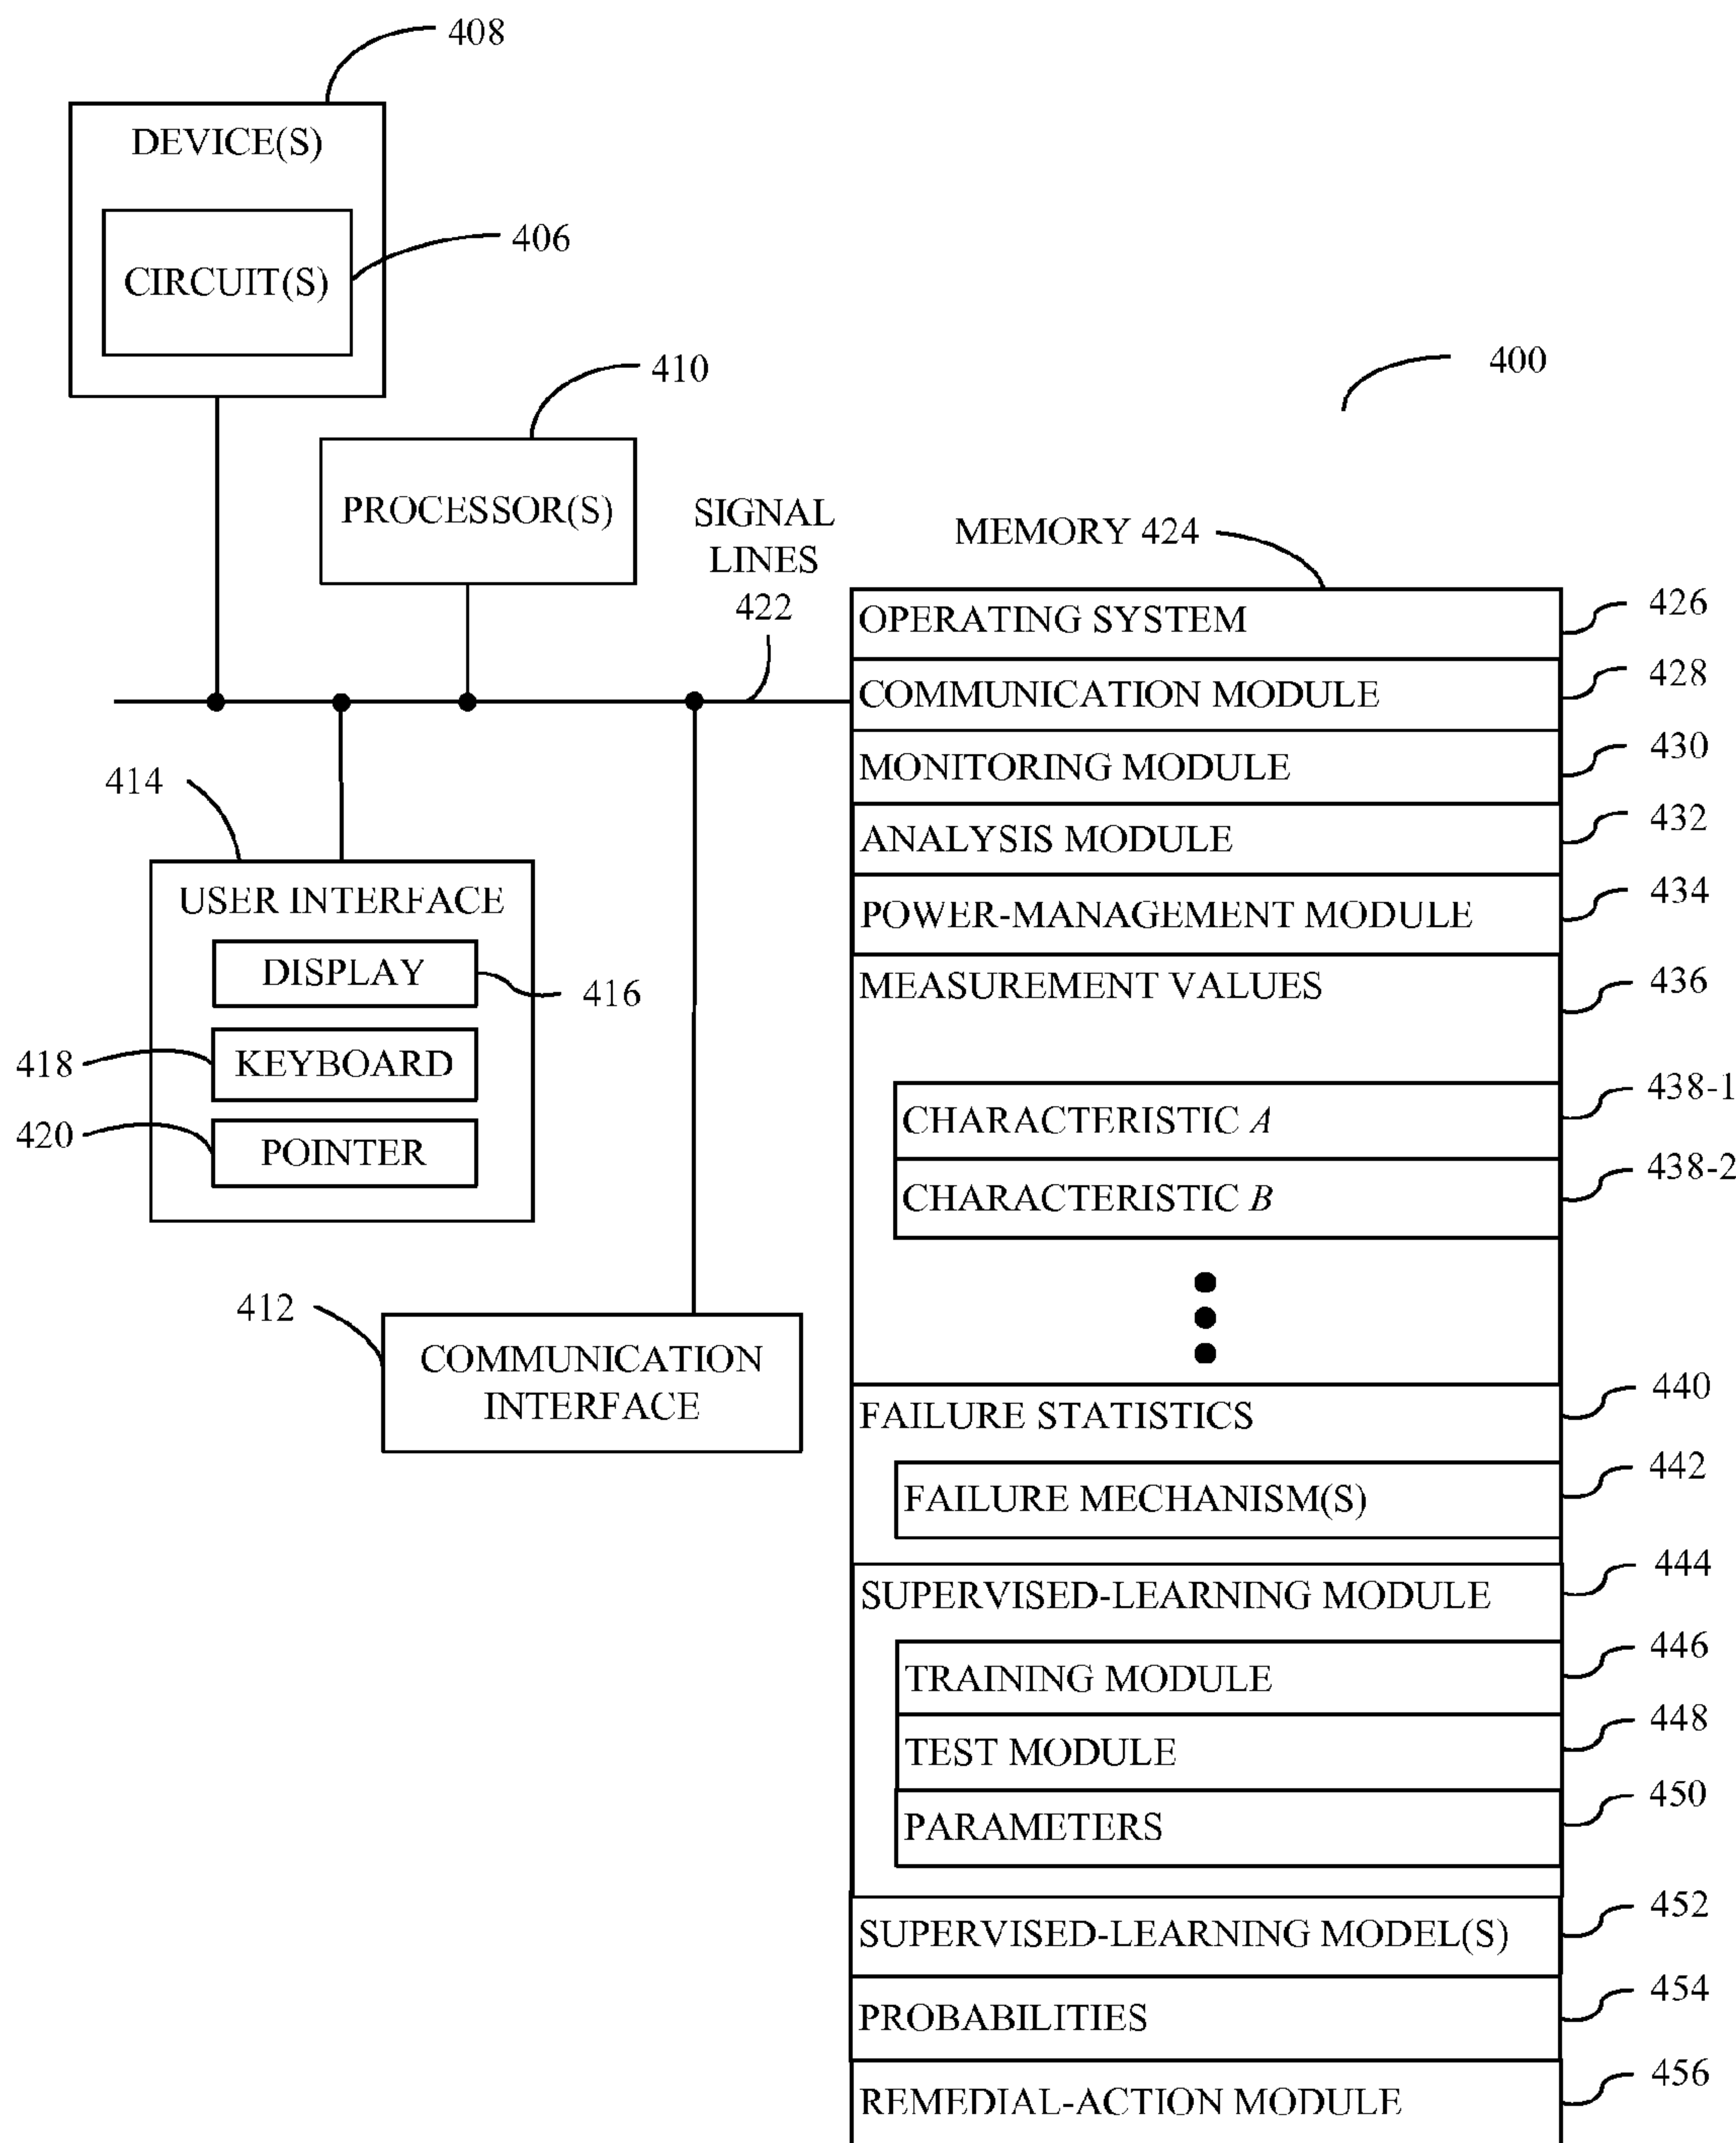 408
DEVICE(S)
CIRCUIT(S)
406
410
PROCESSOR(S)
400
SIGNAL
LINES
422
MEMORY 424
OPERATING SYSTEM
426
COMMUNICATION MODULE
428
MONITORING MODULE
430
ANALYSIS MODULE
432
POWER-MANAGEMENT MODULE
434
MEASUREMENT VALUES
436
CHARACTERISTIC A
438-1
CHARACTERISTIC B
438-2
FAILURE STATISTICS
440
FAILURE MECHANISM(S)
442
SUPERVISED-LEARNING MODULE
444
TRAINING MODULE
446
TEST MODULE
448
PARAMETERS
450
SUPERVISED-LEARNING MODEL(S)
452
PROBABILITIES
454
REMEDIAL-ACTION MODULE
456
414
USER INTERFACE
DISPLAY
416
418
KEYBOARD
420
POINTER
412
COMMUNICATION
INTERFACE